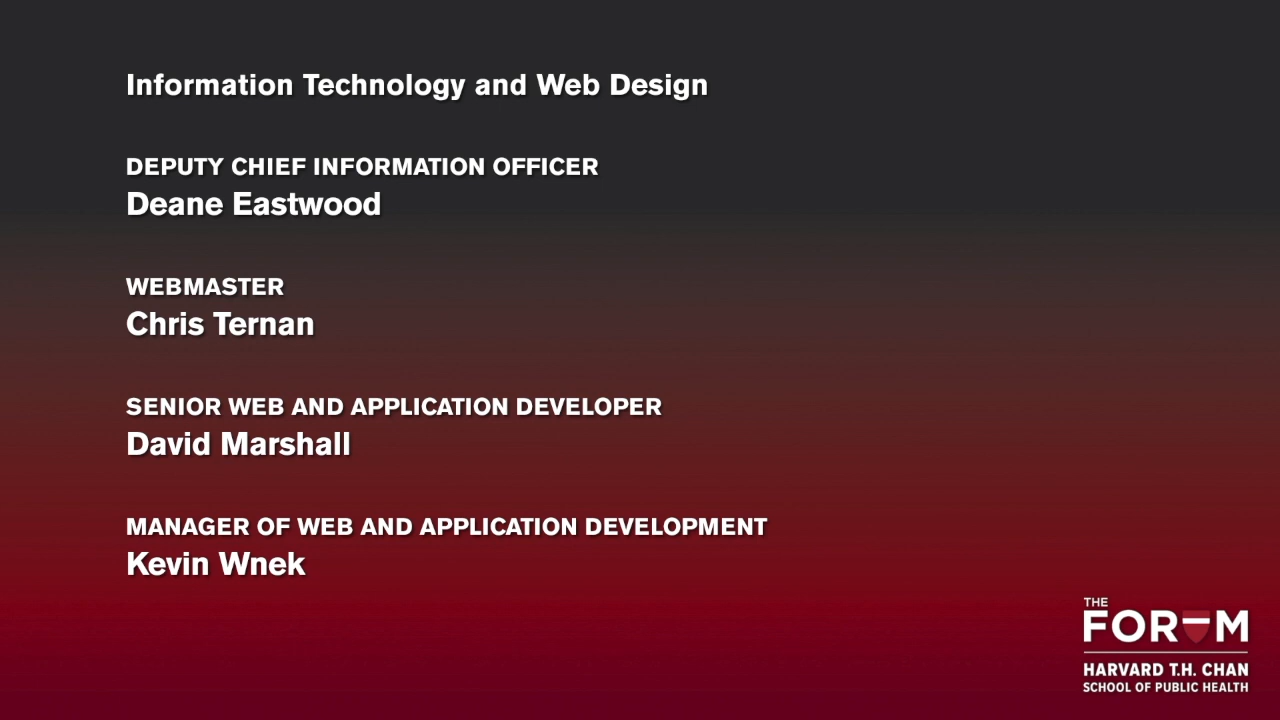 Information Technology and Web Design
DEPUTY CHIEF INFORMATION OFFICER
Deane Eastwood
WEBMASTER
Chris Ternan
SENIOR WEB AND APPLICATION DEVELOPER
David Marshall
MANAGER OF WEB AND APPLICATION DEVELOPMENT
Kevin Wnek
THE
FORUM
HARVARD T.H. CHAN
SCHOOL OF PUBLIC HEALTH